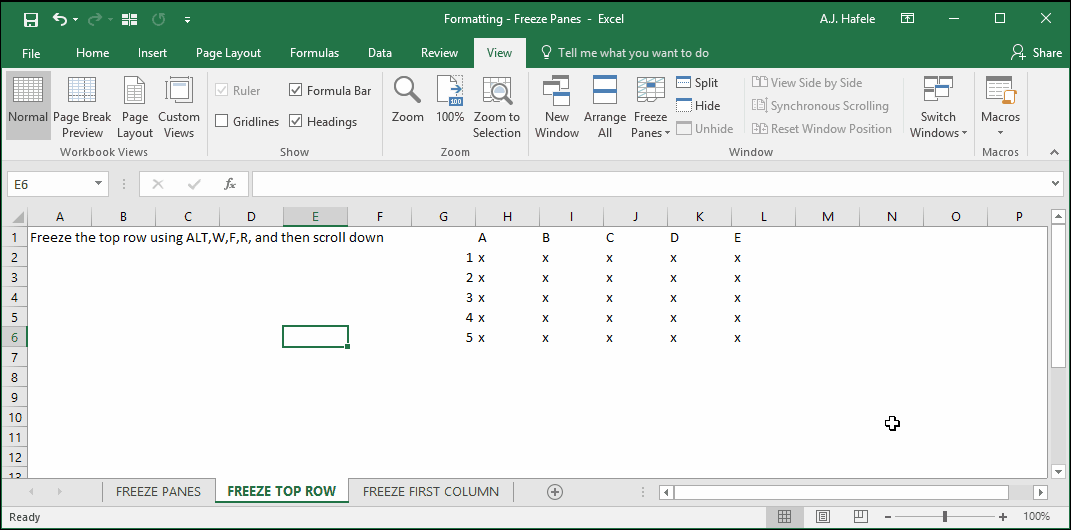 Formatting - Freeze Panes - Excel
A.J. Hafele
File Home Insert Page Layout Formulas Data Review View Tell me what you want to do Share
Normal
Page Break Preview
Page Layout
Custom Views
Workbook Views
Ruler
Formula Bar
Gridlines
Headings
Show
Zoom
100%
100
Zoom to Selection
Zoom
New Window
Arrange All
Freeze Panes
Split
Hide
Unhide
View Side by Side
Synchronous Scrolling
Reset Window Position
Window
Switch Windows
Macros
Macros
E6
fx
A B C D E F G H I J K L M N O P
1 Freeze the top row using ALT,W,F,R, and then scroll down A B C D E
2 1 x x x x x
3 2 x x x x x
4 3 x x x x x
5 4 x x x x x
6 5 x x x x x
7
8
9
10
11
12
13
FREEZE PANES FREEZE TOP ROW FREEZE FIRST COLUMN
Ready
100%